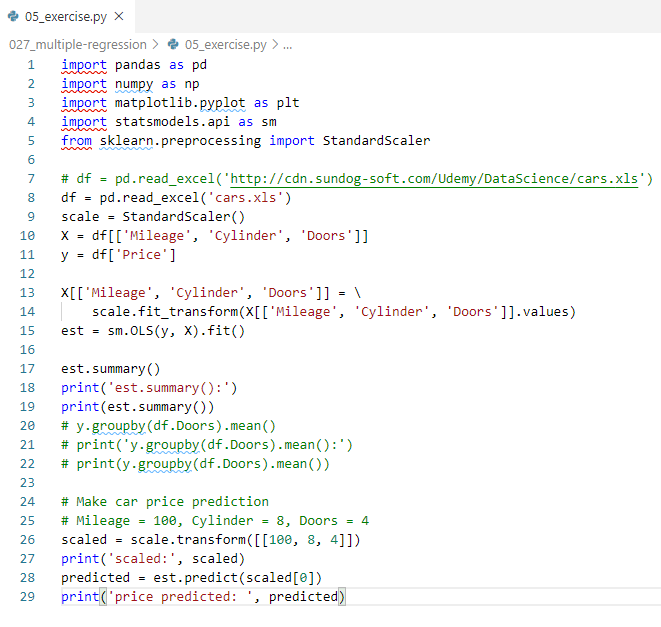 05_exercise.py ×
027_multiple-regression > 05_exercise.py > ...
1 import pandas as pd
2 import numpy as np
3 import matplotlib.pyplot as plt
4 import statsmodels.api as sm
5 from sklearn.preprocessing import StandardScaler
6
7 # df = pd.read_excel('http://cdn.sundog-soft.com/Udemy/DataScience/cars.xls')
8 df = pd.read_excel('cars.xls')
9 scale = StandardScaler()
10 X = df[['Mileage', 'Cylinder', 'Doors']]
11 y = df['Price']
12
13 X[['Mileage', 'Cylinder', 'Doors']] = \
14     scale.fit_transform(X[['Mileage', 'Cylinder', 'Doors']].values)
15 est = sm.OLS(y, X).fit()
16
17 est.summary()
18 print('est.summary():')
19 print(est.summary())
20 # y.groupby(df.Doors).mean()
21 # print('y.groupby(df.Doors).mean():')
22 # print(y.groupby(df.Doors).mean())
23
24 # Make car price prediction
25 # Mileage = 100, Cylinder = 8, Doors = 4
26 scaled = scale.transform([[100, 8, 4]])
27 print('scaled:', scaled)
28 predicted = est.predict(scaled[0])
29 print('price predicted: ', predicted)